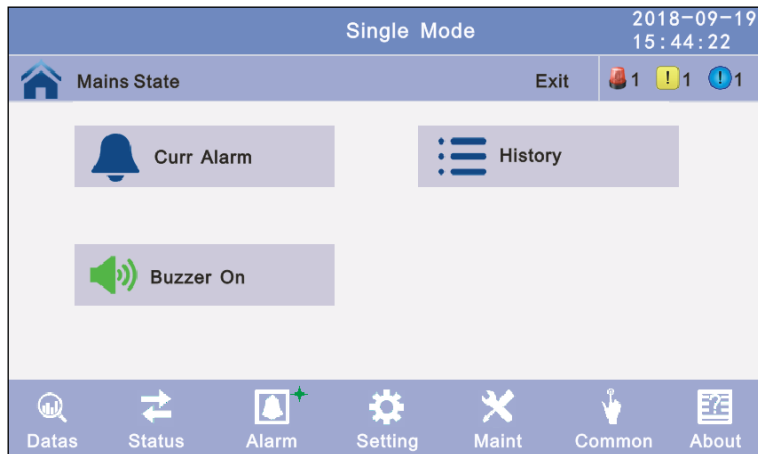 Single Mode
2018-09-19
15:44:22
Mains State
Exit
1
! 1
! 1
Curr Alarm
History
Buzzer On
Datas
Status
Alarm
Setting
Maint
Common
About